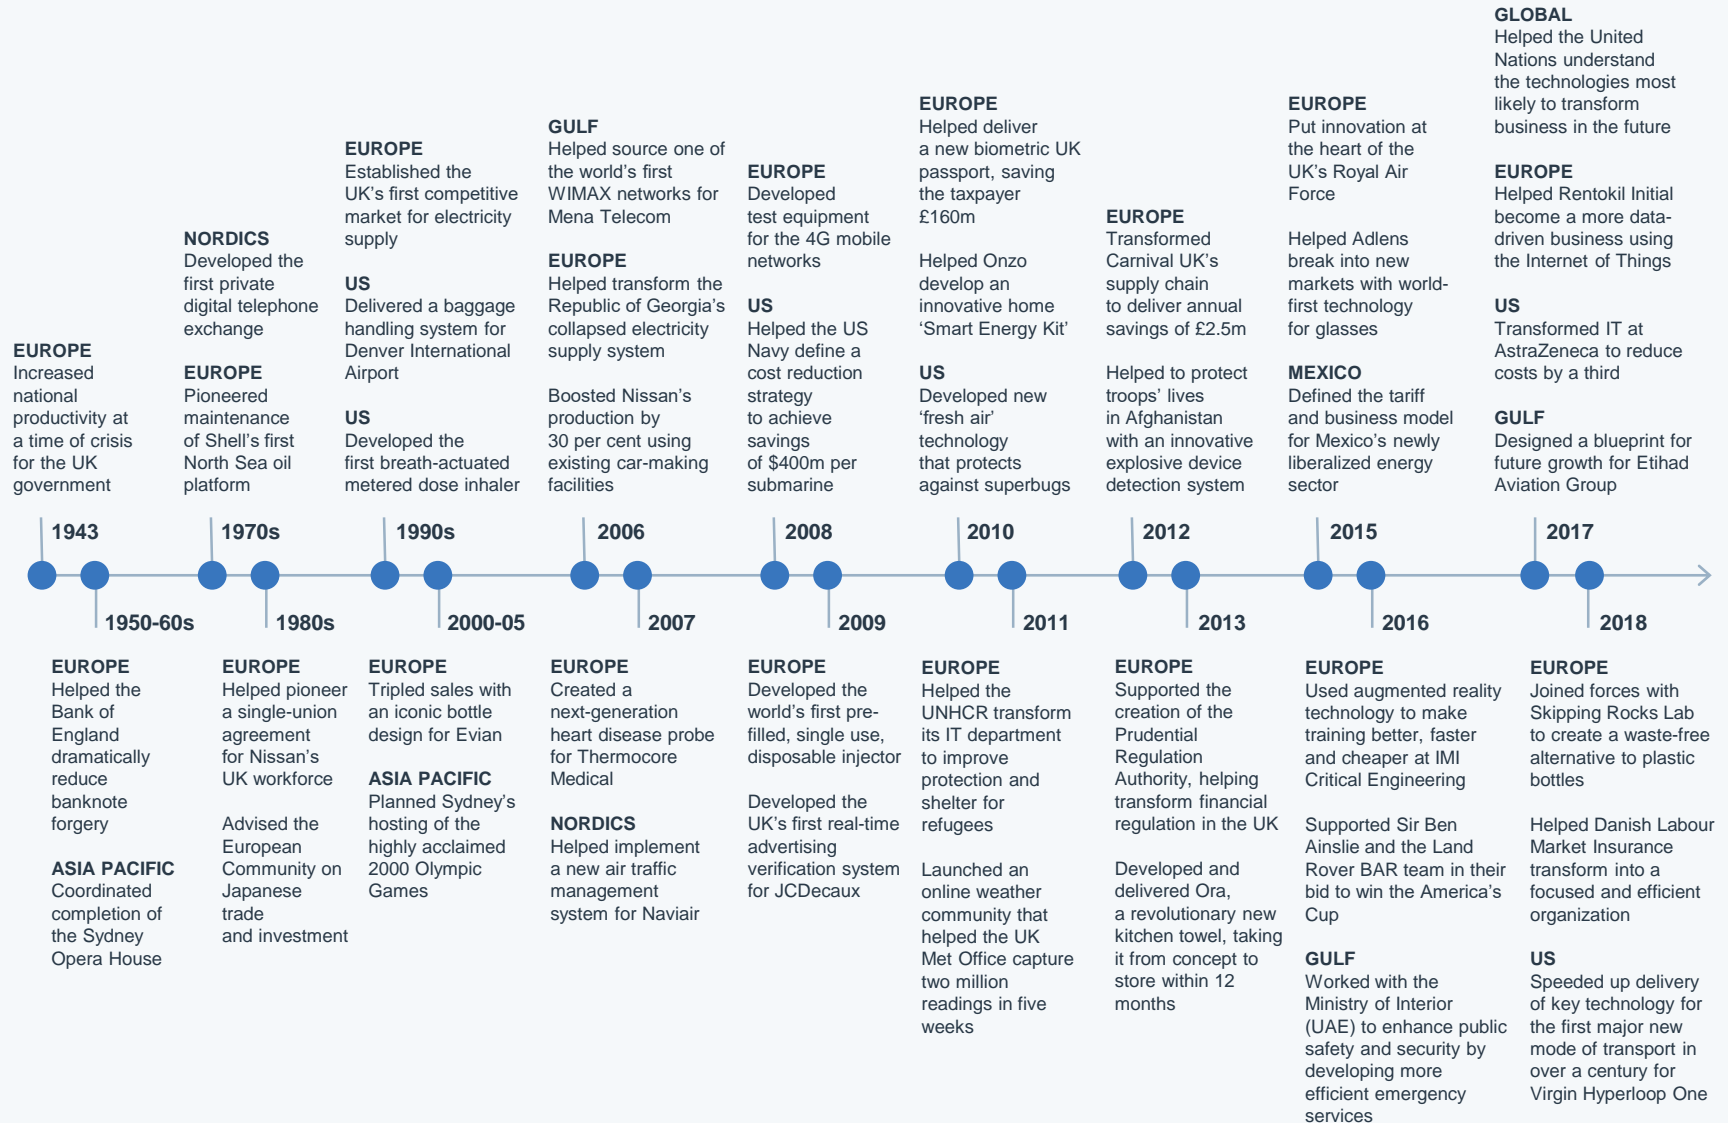 EUROPE
Increased
national
productivity at
a time of crisis
for the UK
government
1943
1950-60s
EUROPE
Helped the
Bank of
England
dramatically
reduce
banknote
forgery
ASIA PACIFIC
Coordinated
completion of
the Sydney
Opera House
NORDICS
Developed the
first private
digital telephone
exchange
EUROPE
Pioneered
maintenance
of Shell’s first
North Sea oil
platform
1970s
1980s
EUROPE
Helped pioneer
a single-union
agreement
for Nissan’s
UK workforce
Advised the
European
Community on
Japanese
trade
and investment
EUROPE
Established the
UK’s first competitive
market for electricity
supply
US
Delivered a baggage
handling system for
Denver International
Airport
US
Developed the
first breath-actuated
metered dose inhaler
1990s
2000-05
EUROPE
Tripled sales with
an iconic bottle
design for Evian
ASIA PACIFIC
Planned Sydney’s
hosting of the
highly acclaimed
2000 Olympic
Games
GULF
Helped source one of
the world’s first
WIMAX networks for
Mena Telecom
EUROPE
Helped transform the
Republic of Georgia’s
collapsed electricity
supply system
Boosted Nissan’s
production by
30 per cent using
existing car-making
facilities
2006
2007
EUROPE
Created a
next-generation
heart disease probe
for Thermocore
Medical
NORDICS
Helped implement
a new air traffic
management
system for Naviair
EUROPE
Developed
test equipment
for the 4G mobile
networks
US
Helped the US
Navy define a
cost reduction
strategy
to achieve
savings
of $400m per
submarine
2008
2009
EUROPE
Developed the
world’s first pre-
filled, single use,
disposable injector
Developed the
UK’s first real-time
advertising
verification system
for JCDecaux
EUROPE
Helped deliver
a new biometric UK
passport, saving
the taxpayer
£160m
Helped Onzo
develop an
innovative home
‘Smart Energy Kit’
US
Developed new
‘fresh air’
technology
that protects
against superbugs
2010
2011
EUROPE
Helped the
UNHCR transform
its IT department
to improve
protection and
shelter for
refugees
Launched an
online weather
community that
helped the UK
Met Office capture
two million
readings in five
weeks
EUROPE
Transformed
Carnival UK’s
supply chain
to deliver annual
savings of £2.5m
Helped to protect
troops’ lives
in Afghanistan
with an innovative
explosive device
detection system
2012
2013
EUROPE
Supported the
creation of the
Prudential
Regulation
Authority, helping
transform financial
regulation in the UK
Developed and
delivered Ora,
a revolutionary new
kitchen towel, taking
it from concept to
store within 12
months
EUROPE
Put innovation at
the heart of the
UK’s Royal Air
Force
Helped Adlens
break into new
markets with world-
first technology
for glasses
MEXICO
Defined the tariff
and business model
for Mexico’s newly
liberalized energy
sector
2015
2016
EUROPE
Used augmented reality
technology to make
training better, faster
and cheaper at IMI
Critical Engineering
Supported Sir Ben
Ainslie and the Land
Rover BAR team in their
bid to win the America’s
Cup
GULF
Worked with the
Ministry of Interior
(UAE) to enhance public
safety and security by
developing more
efficient emergency
services
GLOBAL
Helped the United
Nations understand
the technologies most
likely to transform
business in the future
EUROPE
Helped Rentokil Initial
become a more data-
driven business using
the Internet of Things
US
Transformed IT at
AstraZeneca to reduce
costs by a third
GULF
Designed a blueprint for
future growth for Etihad
Aviation Group
2017
2018
EUROPE
Joined forces with
Skipping Rocks Lab
to create a waste-free
alternative to plastic
bottles
Helped Danish Labour
Market Insurance
transform into a
focused and efficient
organization
US
Speeded up delivery
of key technology for
the first major new
mode of transport in
over a century for
Virgin Hyperloop One